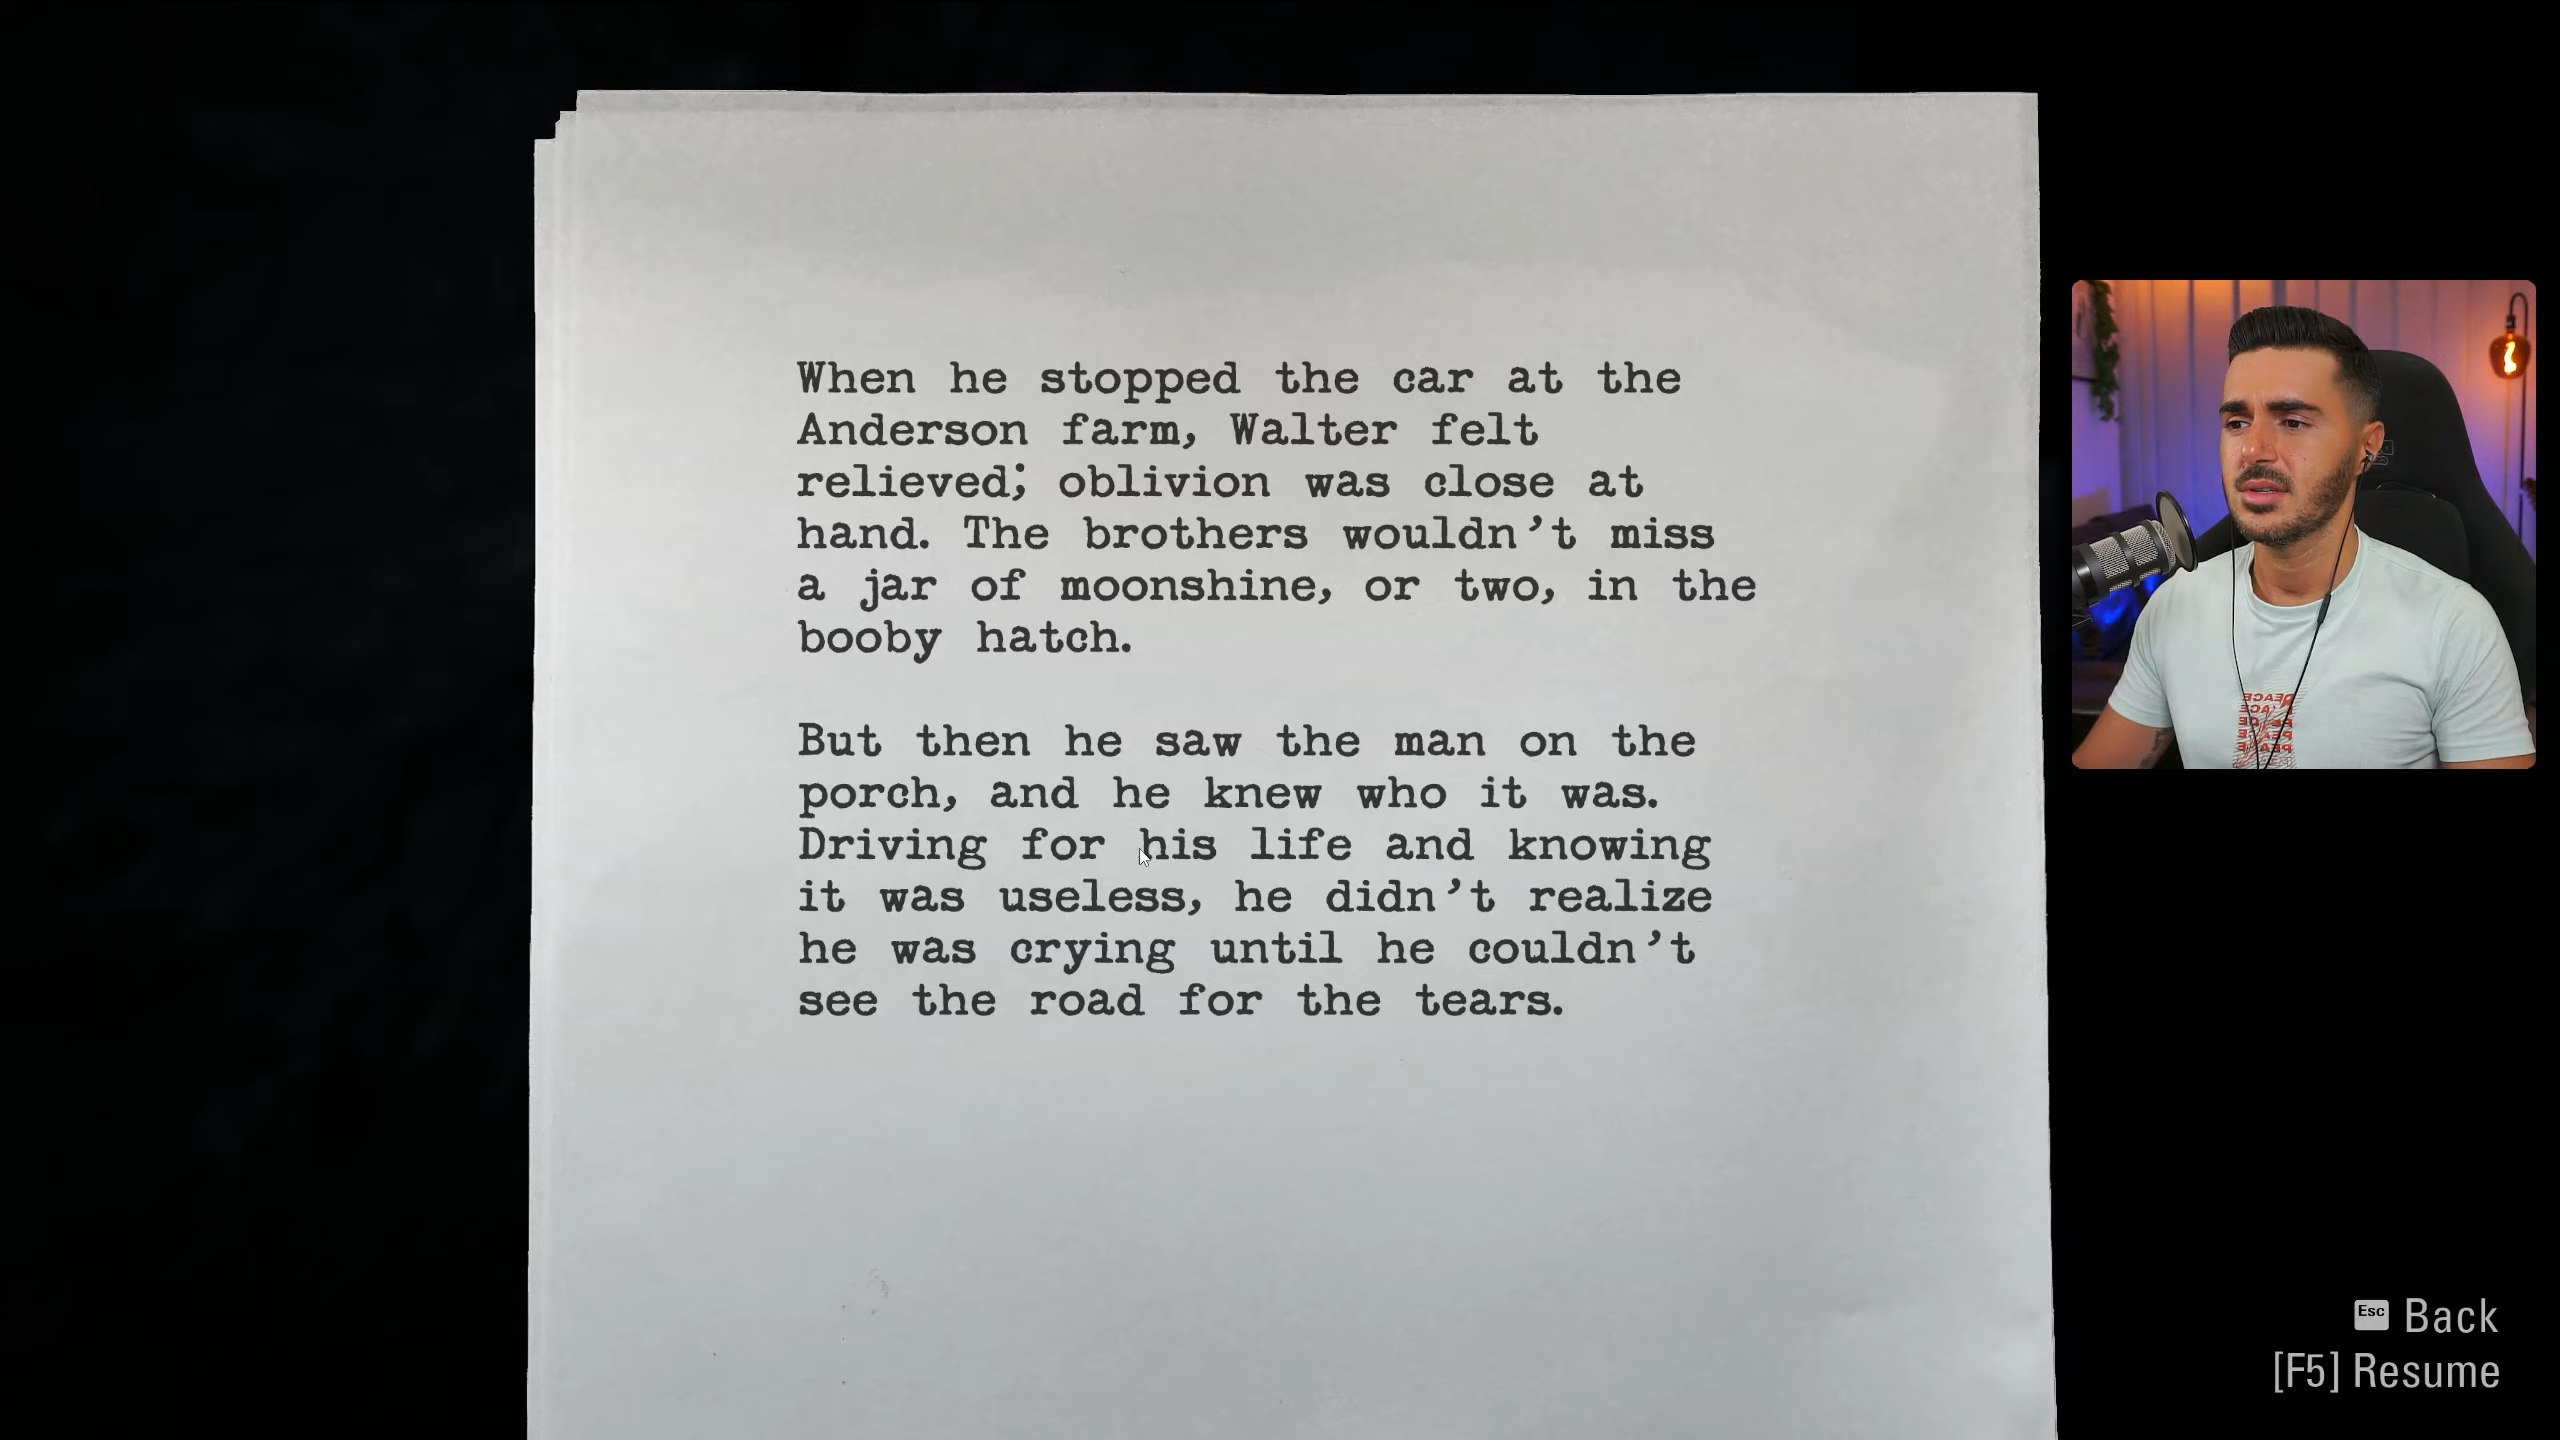 When he stopped the car at the
Anderson farm, Walter felt
relieved; oblivion was close at
hand. The brothers wouldn't miss
a jar of moonshine, or two, in the
booby hatch.
But then he saw the man on the
porch, and he knew who it was.
Driving for his life and knowing
it was useless, he didn't realize
he was crying until he couldn't
see the road for the tears.
Esc Back
[F5] Resume